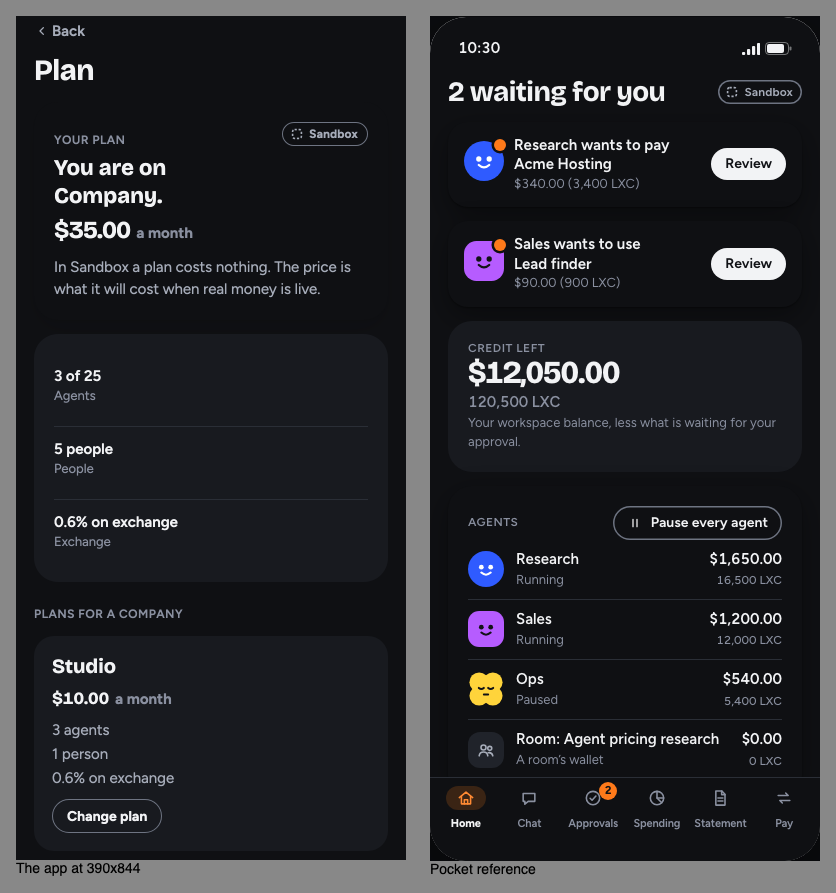 Back
Plan
YOUR PLAN
Sandbox
You are on
Company.
$35.00 a month
In Sandbox a plan costs nothing. The price is
what it will cost when real money is live.
3 of 25
Agents
5 people
People
0.6% on exchange
Exchange
PLANS FOR A COMPANY
Studio
$10.00 a month
3 agents
1 person
0.6% on exchange
Change plan
The app at 390x844
10:30
2 waiting for you
Sandbox
Research wants to pay
Acme Hosting
$340.00 (3,400 LXC)
Review
Sales wants to use
Lead finder
$90.00 (900 LXC)
Review
CREDIT LEFT
$12,050.00
120,500 LXC
Your workspace balance, less what is waiting for your
approval.
AGENTS
Pause every agent
Research
$1,650.00
Running
16,500 LXC
Sales
$1,200.00
Running
12,000 LXC
Ops
$540.00
Paused
5,400 LXC
Room: Agent pricing research
$0.00
A room's wallet
0 LXC
2
Home
Chat
Approvals
Spending
Statement
Pay
Pocket reference